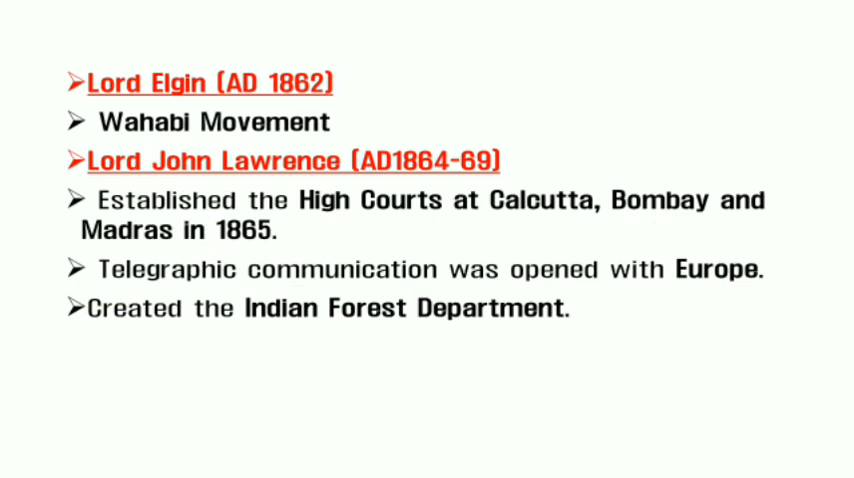 ➢Lord Elgin (AD 1862)
➢ Wahabi Movement
➢Lord John Lawrence (AD1864-69)
➢ Established the High Courts at Calcutta, Bombay and
Madras in 1865.
➢ Telegraphic communication was opened with Europe.
➢Created the Indian Forest Department.